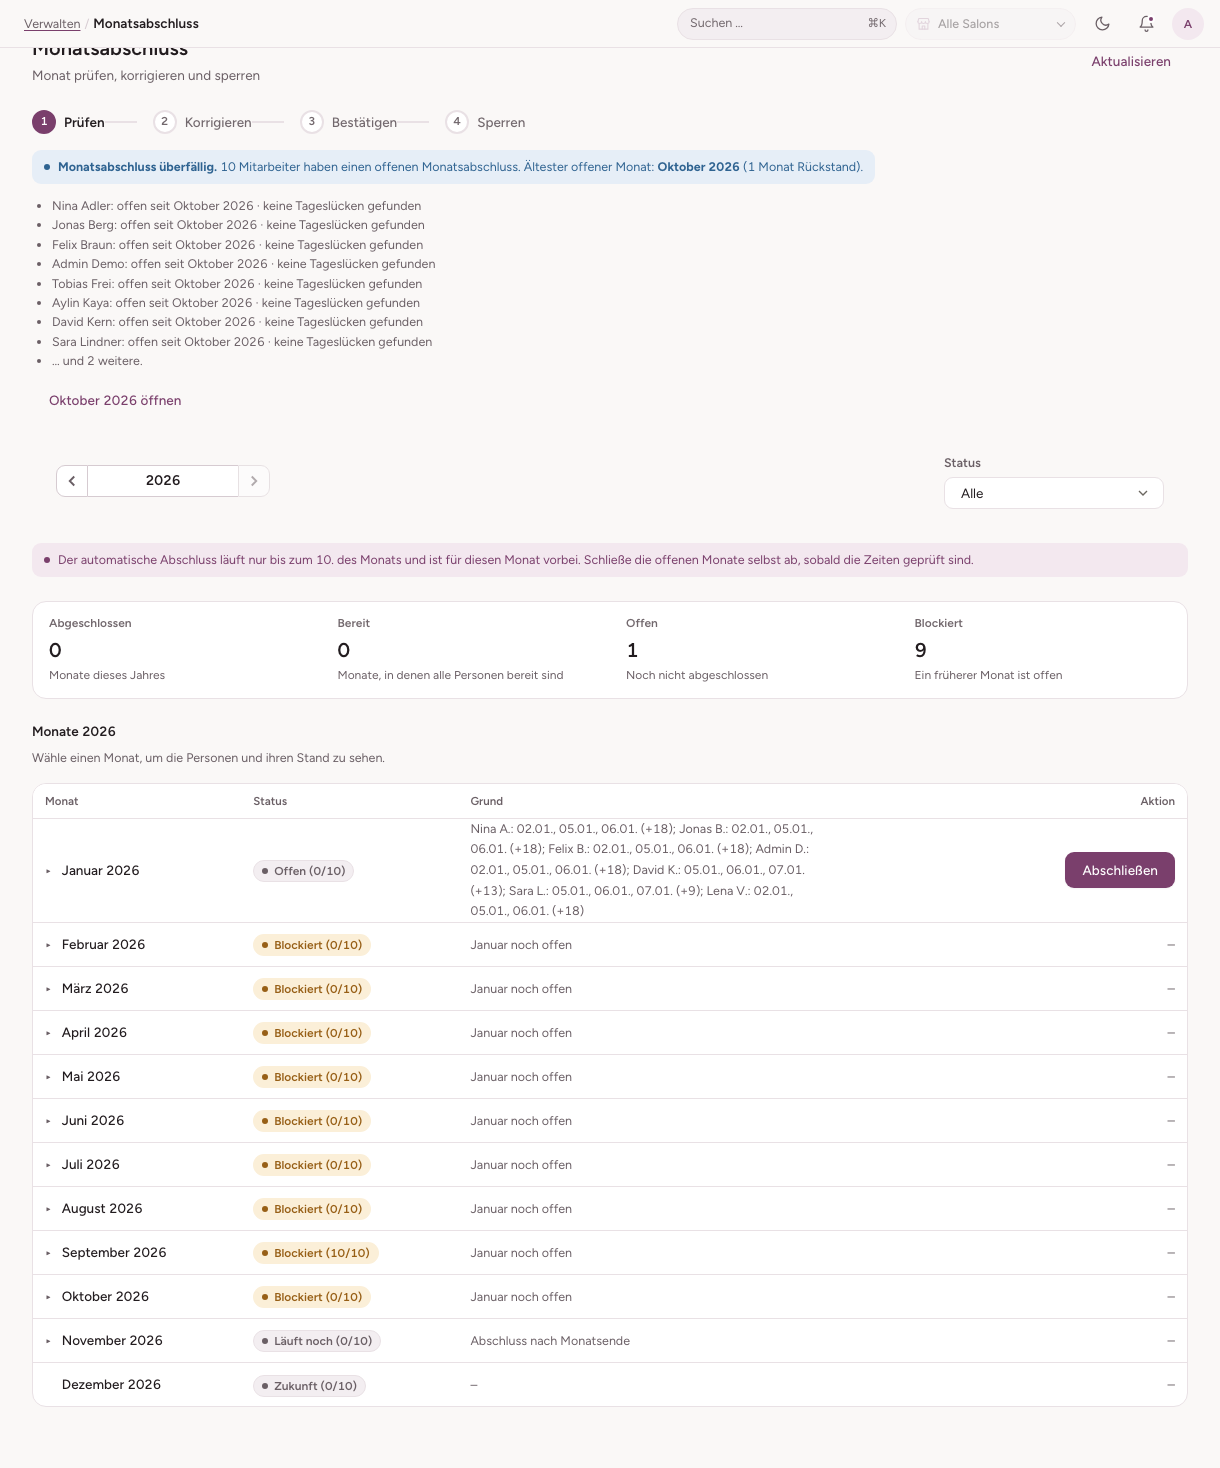 Verwalten / Monatsabschluss
Suchen ... ⌘K
Alle Salons
A
Monatsabschluss
Aktualisieren
Monat prüfen, korrigieren und sperren
1 Prüfen 2 Korrigieren 3 Bestätigen 4 Sperren
Monatsabschluss überfällig. 10 Mitarbeiter haben einen offenen Monatsabschluss. Ältester offener Monat: Oktober 2026 (1 Monat Rückstand).
Nina Adler: offen seit Oktober 2026 · keine Tageslücken gefunden
Jonas Berg: offen seit Oktober 2026 · keine Tageslücken gefunden
Felix Braun: offen seit Oktober 2026 · keine Tageslücken gefunden
Admin Demo: offen seit Oktober 2026 · keine Tageslücken gefunden
Tobias Frei: offen seit Oktober 2026 · keine Tageslücken gefunden
Aylin Kaya: offen seit Oktober 2026 · keine Tageslücken gefunden
David Kern: offen seit Oktober 2026 · keine Tageslücken gefunden
Sara Lindner: offen seit Oktober 2026 · keine Tageslücken gefunden
... und 2 weitere.
Oktober 2026 öffnen
2026
Status
Alle
Der automatische Abschluss läuft nur bis zum 10. des Monats und ist für diesen Monat vorbei. Schließe die offenen Monate selbst ab, sobald die Zeiten geprüft sind.
Abgeschlossen Bereit Offen Blockiert
0 0 1 9
Monate dieses Jahres Monate, in denen alle Personen bereit sind Noch nicht abgeschlossen Ein früherer Monat ist offen
Monate 2026
Wähle einen Monat, um die Personen und ihren Stand zu sehen.
Monat Status Grund Aktion
Nina A.: 02.01., 05.01., 06.01. (+18); Jonas B.: 02.01., 05.01.,
06.01. (+18); Felix B.: 02.01., 05.01., 06.01. (+18); Admin D.:
Januar 2026 Offen (0/10) 02.01., 05.01., 06.01. (+18); David K.: 05.01., 06.01., 07.01. Abschließen
(+13); Sara L.: 05.01., 06.01., 07.01. (+9); Lena V.: 02.01.,
05.01., 06.01. (+18)
Februar 2026 Blockiert (0/10) Januar noch offen –
März 2026 Blockiert (0/10) Januar noch offen –
April 2026 Blockiert (0/10) Januar noch offen –
Mai 2026 Blockiert (0/10) Januar noch offen –
Juni 2026 Blockiert (0/10) Januar noch offen –
Juli 2026 Blockiert (0/10) Januar noch offen –
August 2026 Blockiert (0/10) Januar noch offen –
September 2026 Blockiert (10/10) Januar noch offen –
Oktober 2026 Blockiert (0/10) Januar noch offen –
November 2026 Läuft noch (0/10) Abschluss nach Monatsende –
Dezember 2026 Zukunft (0/10) – –